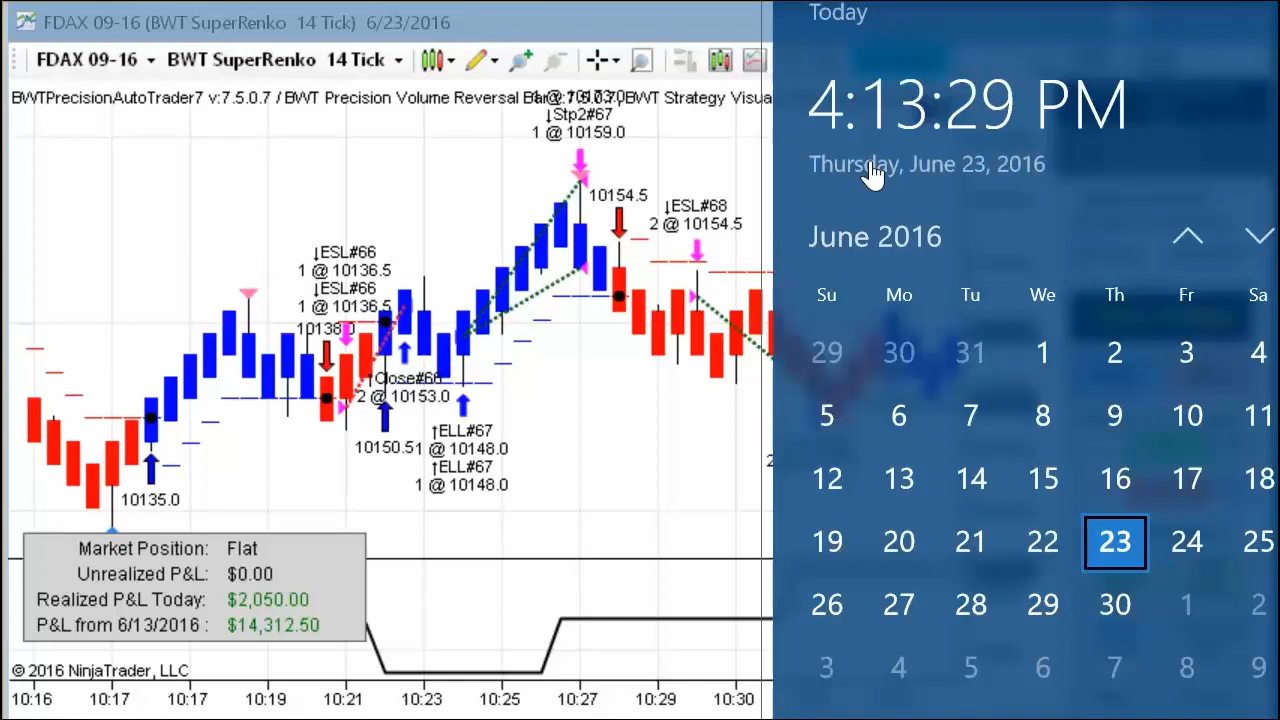 FDAX 09-16 (BWT SuperRenko 14 Tick) 6/23/2016
FDAX 09-16 BWT SuperRenko 14 Tick
BWTPrecisionAutoTrader7 v:7.5.0.7 / BWT Precision Volume Reversal 7.5.0.7 BWT Strategy Visua
↓Stp2#67
1 @ 10159.0
10154.5
↓ESL#68
2 @ 10154.5
↓ESL#66
1 @ 10136.5
↓ESL#66
1 @ 10136.5
10138.0
↑Close#66
2 @ 10153.0
10150.5
↑ELL#67
1 @ 10148.0
↑ELL#67
1 @ 10148.0
10135.0
Market Position: Flat
Unrealized P&L: $0.00
Realized P&L Today: $2,050.00
P&L from 6/13/2016 : $14,312.50
© 2016 NinjaTrader, LLC
10:16 10:17 10:19 10:21 10:23 10:25 10:27 10:29 10:30
Today
4:13:29 PM
Thursday, June 23, 2016
June 2016
Su Mo Tu We Th Fr Sa
29 30 31 1 2 3 4
5 6 7 8 9 10 11
12 13 14 15 16 17 18
19 20 21 22 23 24 25
26 27 28 29 30 1 2
3 4 5 6 7 8 9